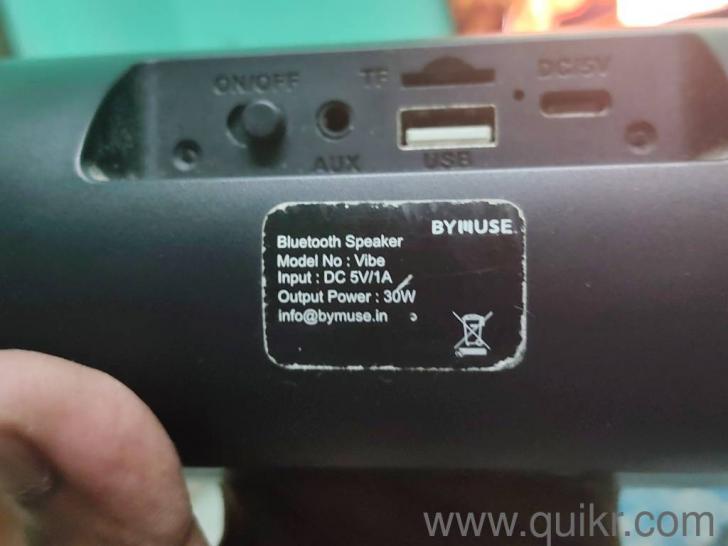 ON/OFF
TF
DC/5V
AUX
USB
BYMUSE
Bluetooth Speaker
Model No : Vibe
Input : DC 5V/1A
Output Power : 30W
info@bymuse.in
www.quikr.com